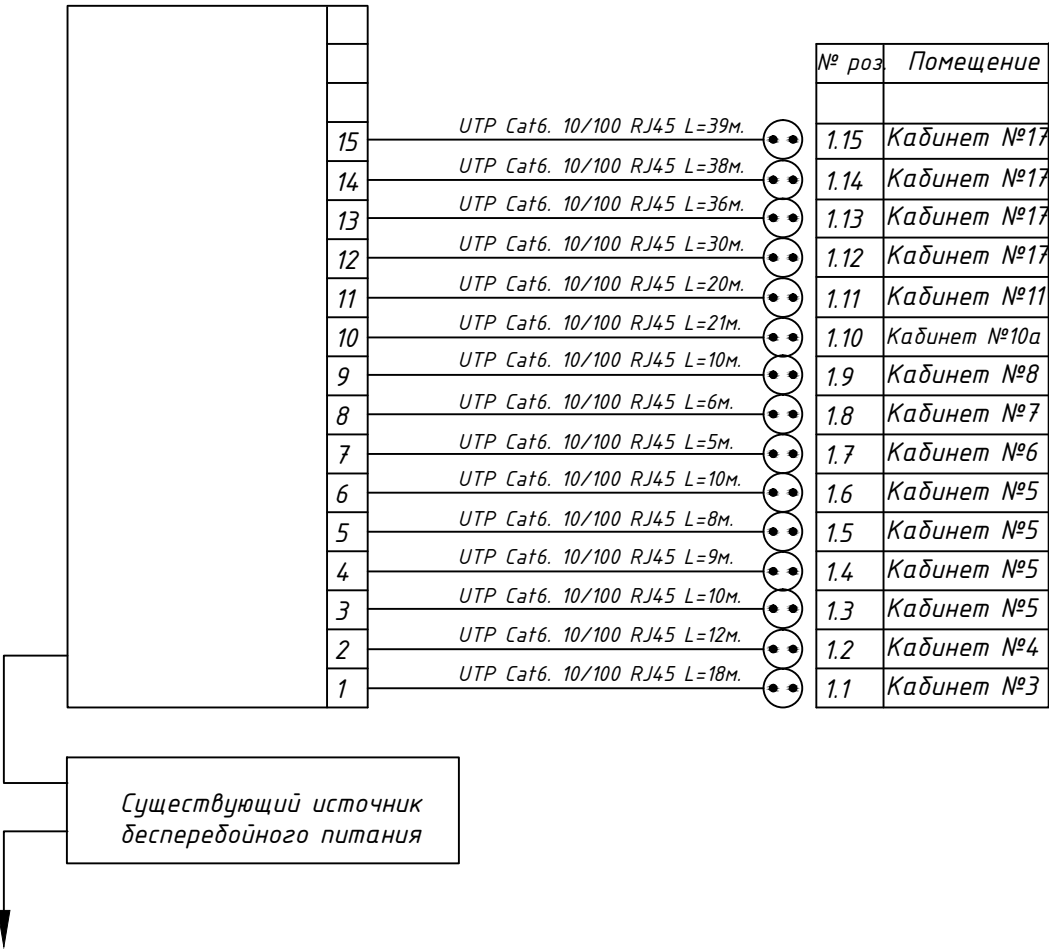 № роз. Помещение
15 UTP Cat6. 10/100 RJ45 L=39м. 1.15 Кабинет №17
14 UTP Cat6. 10/100 RJ45 L=38м. 1.14 Кабинет №17
13 UTP Cat6. 10/100 RJ45 L=36м. 1.13 Кабинет №17
12 UTP Cat6. 10/100 RJ45 L=30м. 1.12 Кабинет №17
11 UTP Cat6. 10/100 RJ45 L=20м. 1.11 Кабинет №11
10 UTP Cat6. 10/100 RJ45 L=21м. 1.10 Кабинет №10а
9 UTP Cat6. 10/100 RJ45 L=10м. 1.9 Кабинет №8
8 UTP Cat6. 10/100 RJ45 L=6м. 1.8 Кабинет №7
7 UTP Cat6. 10/100 RJ45 L=5м. 1.7 Кабинет №6
6 UTP Cat6. 10/100 RJ45 L=10м. 1.6 Кабинет №5
5 UTP Cat6. 10/100 RJ45 L=8м. 1.5 Кабинет №5
4 UTP Cat6. 10/100 RJ45 L=9м. 1.4 Кабинет №5
3 UTP Cat6. 10/100 RJ45 L=10м. 1.3 Кабинет №5
2 UTP Cat6. 10/100 RJ45 L=12м. 1.2 Кабинет №4
1 UTP Cat6. 10/100 RJ45 L=18м. 1.1 Кабинет №3
Существующий источник
бесперебойного питания